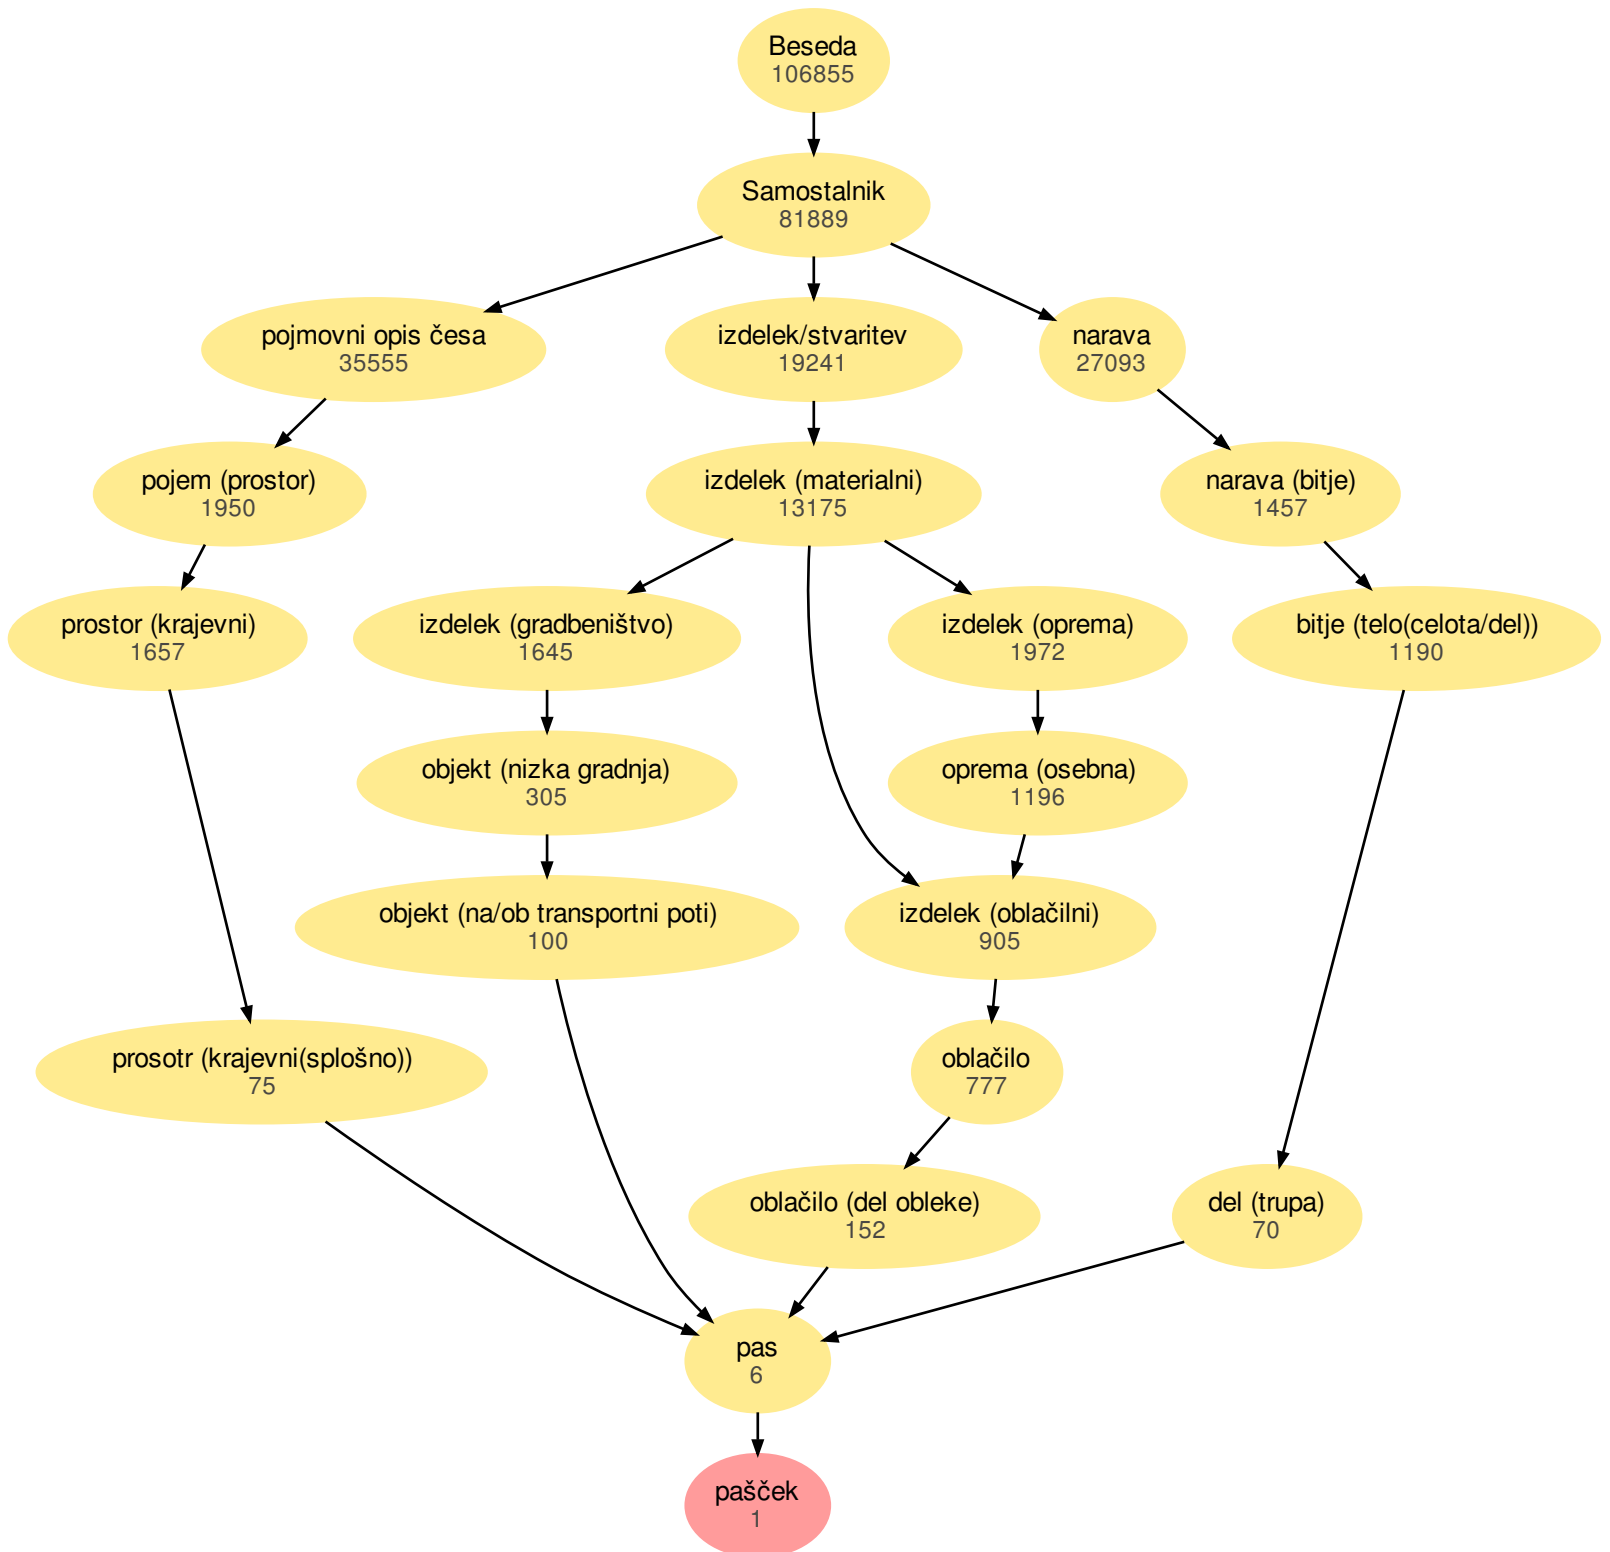 Beseda
106855
Samostalnik
81889
pojmovni opis česa
35555
izdelek/stvaritev
19241
narava
27093
pojem (prostor)
1950
izdelek (materialni)
13175
narava (bitje)
1457
prostor (krajevni)
1657
izdelek (gradbeništvo)
1645
izdelek (oprema)
1972
bitje (telo(celota/del))
1190
objekt (nizka gradnja)
305
oprema (osebna)
1196
objekt (na/ob transportni poti)
100
izdelek (oblačilni)
905
prosotr (krajevni(splošno))
75
oblačilo
777
oblačilo (del obleke)
152
del (trupa)
70
pas
6
pašček
1